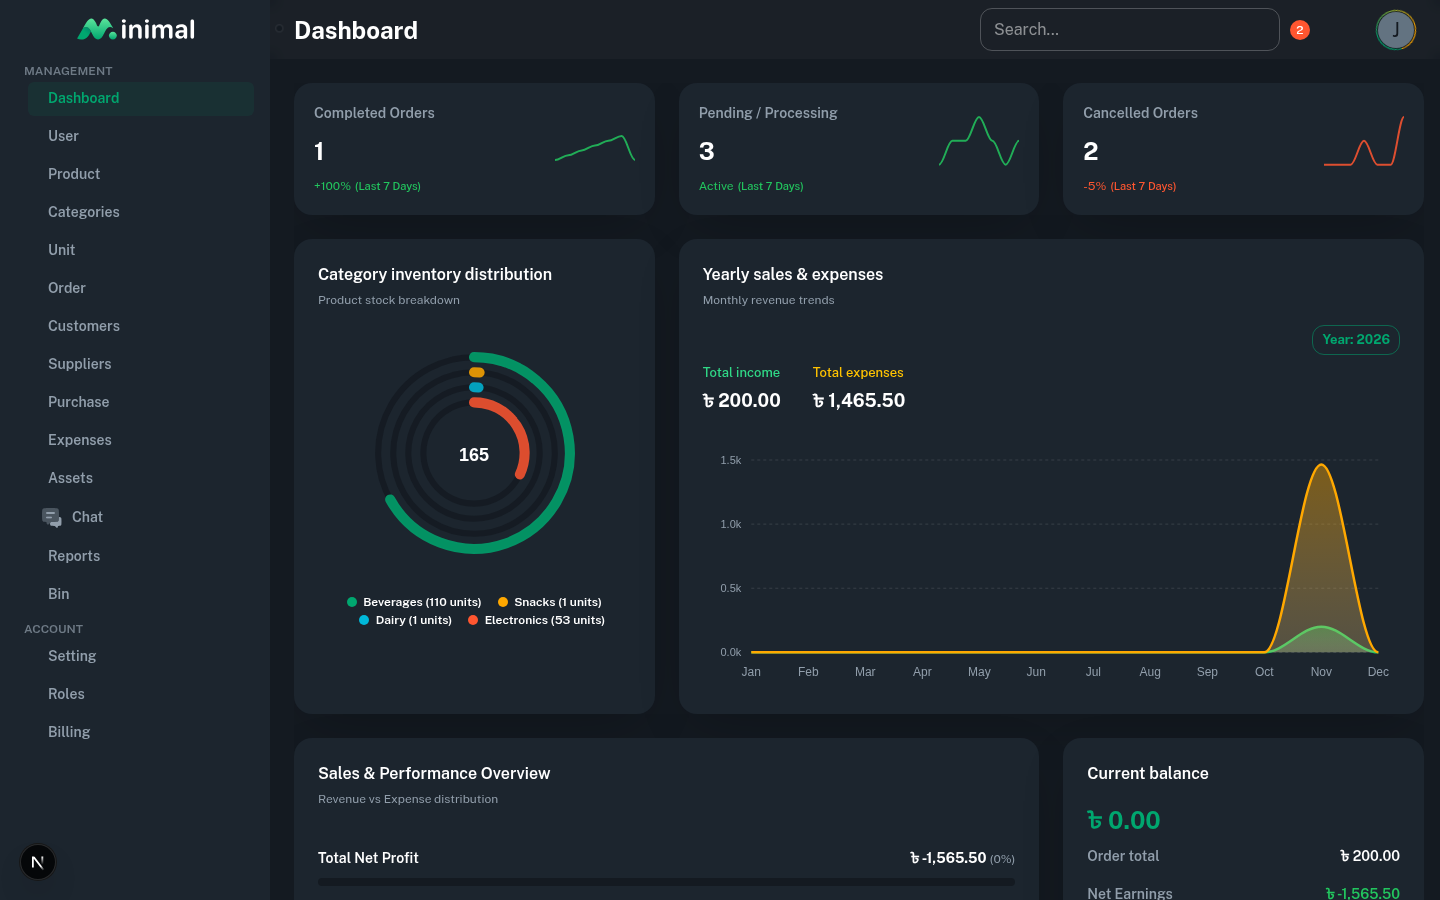 inimal
Dashboard
Search...
2
J
MANAGEMENT
Dashboard
User
Product
Categories
Unit
Order
Customers
Suppliers
Purchase
Expenses
Assets
Chat
Reports
Bin
ACCOUNT
Setting
Roles
Billing
N
Completed Orders
1
+100% (Last 7 Days)
Pending / Processing
3
Active (Last 7 Days)
Cancelled Orders
2
-5% (Last 7 Days)
Category inventory distribution
Product stock breakdown
165
Beverages (110 units) Snacks (1 units)
Dairy (1 units) Electronics (53 units)
Yearly sales & expenses
Monthly revenue trends
Year: 2026
Total income Total expenses
৳ 200.00 ৳ 1,465.50
1.5k
1.0k
0.5k
0.0k
Jan Feb Mar Apr May Jun Jul Aug Sep Oct Nov Dec
Sales & Performance Overview
Revenue vs Expense distribution
Total Net Profit ৳ -1,565.50 (0%)
Current balance
৳ 0.00
Order total ৳ 200.00
Net Earnings ৳ -1,565.50